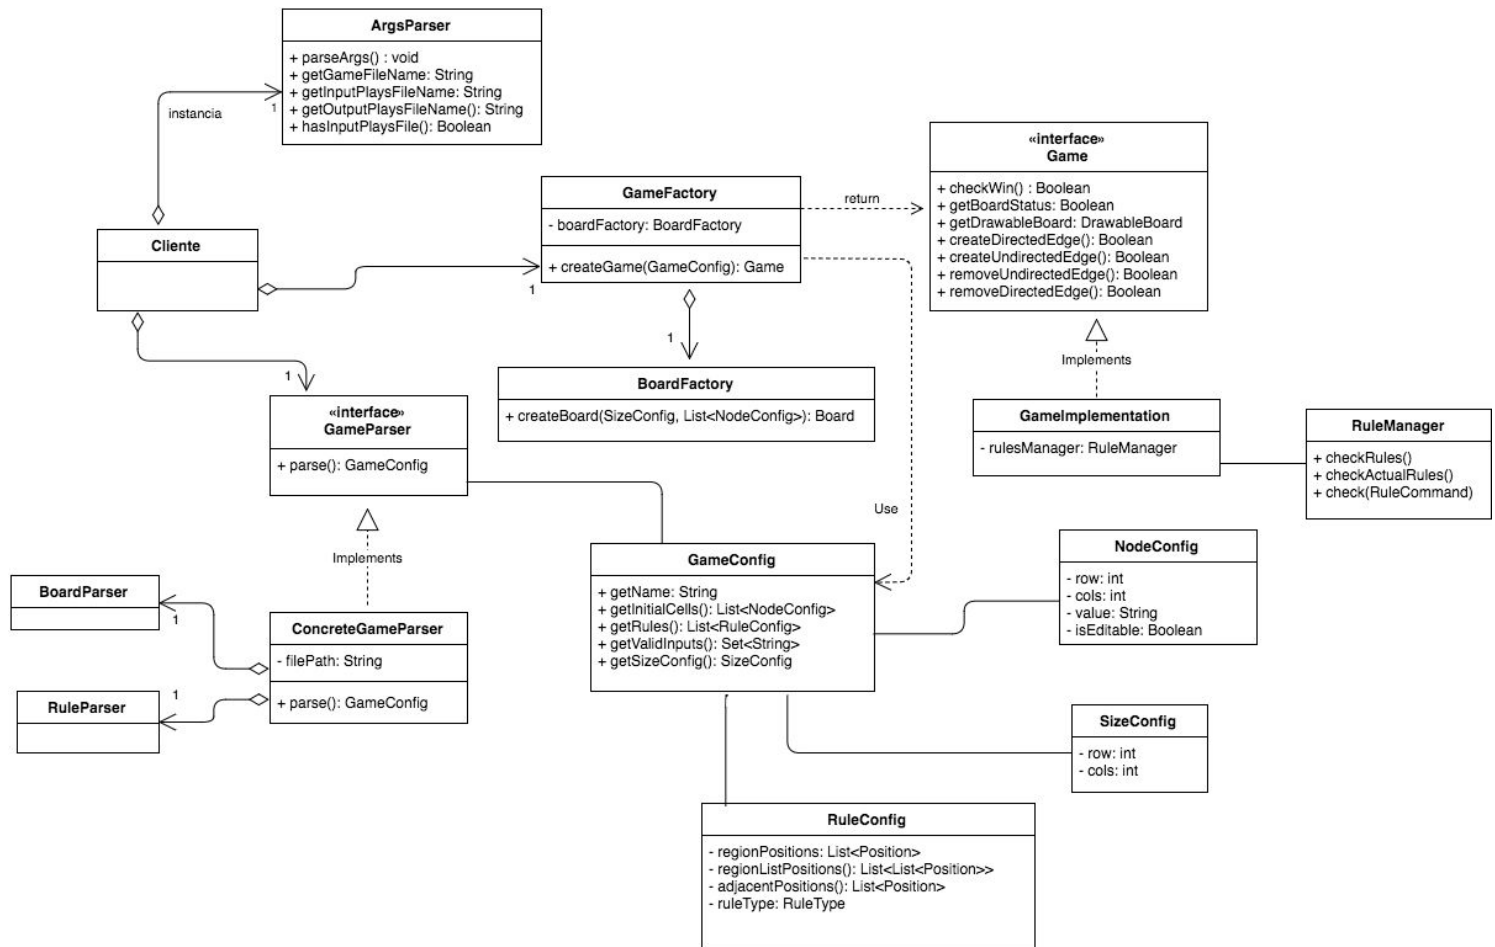 ArgsParser
+ parseArgs() : void
+ getGameFileName: String
+ getInputPlaysFileName: String
+ getOutputPlaysFileName(): String
+ hasInputPlaysFile(): Boolean
1
instancia
Cliente
GameFactory
- boardFactory: BoardFactory
+ createGame(GameConfig): Game
1
return
«interface»
Game
+ checkWin() : Boolean
+ getBoardStatus: Boolean
+ getDrawableBoard: DrawableBoard
+ createDirectedEdge(): Boolean
+ createUndirectedEdge(): Boolean
+ removeUndirectedEdge(): Boolean
+ removeDirectedEdge(): Boolean
1
BoardFactory
+ createBoard(SizeConfig, List<NodeConfig>): Board
Implements
GameImplementation
- rulesManager: RuleManager
RuleManager
+ checkRules()
+ checkActualRules()
+ check(RuleCommand)
1
«interface»
GameParser
+ parse(): GameConfig
Use
Implements
GameConfig
+ getName: String
+ getInitialCells(): List<NodeConfig>
+ getRules(): List<RuleConfig>
+ getValidInputs(): Set<String>
+ getSizeConfig(): SizeConfig
NodeConfig
- row: int
- cols: int
- value: String
- isEditable: Boolean
BoardParser
1
ConcreteGameParser
- filePath: String
+ parse(): GameConfig
1
RuleParser
SizeConfig
- row: int
- cols: int
RuleConfig
- regionPositions: List<Position>
- regionListPositions(): List<List<Position>>
- adjacentPositions(): List<Position>
- ruleType: RuleType